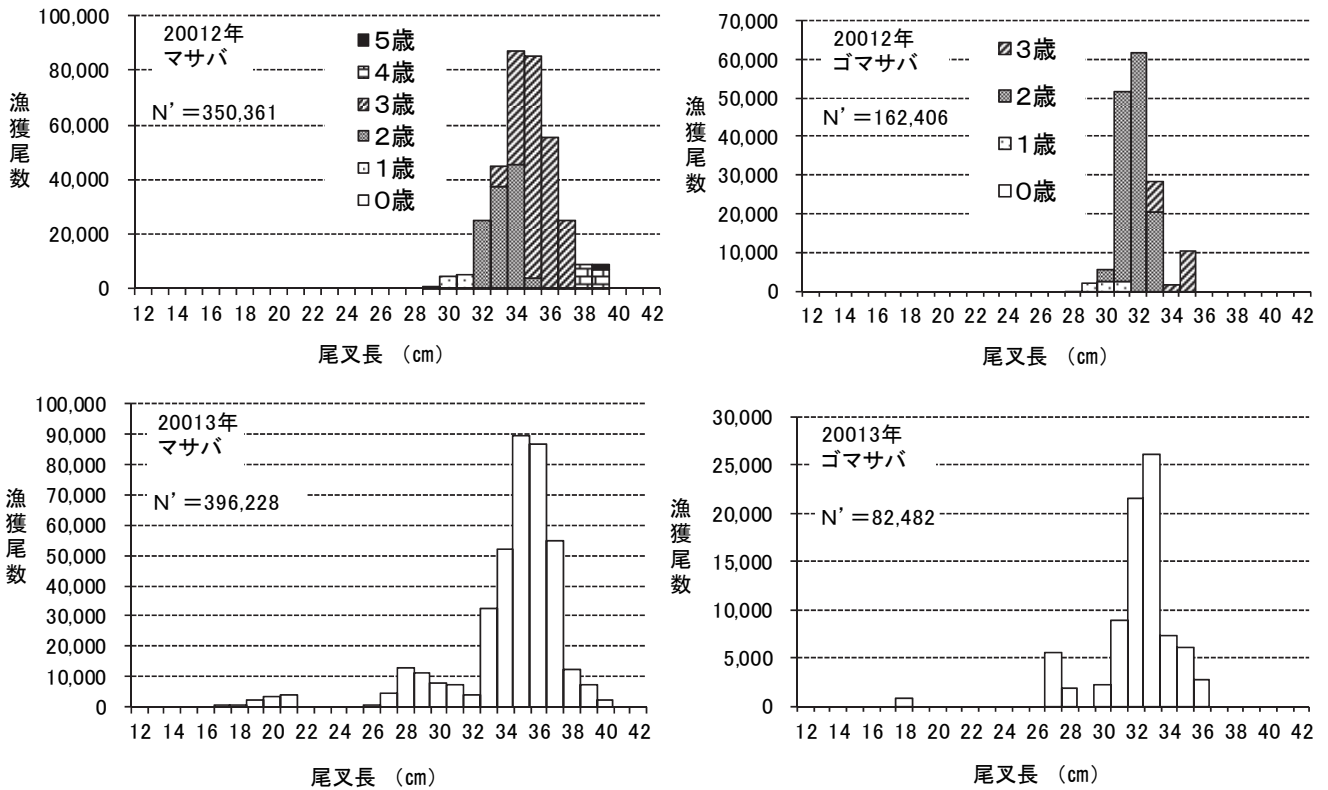 100,000
80,000
60,000
40,000
20,000
0
漁獲尾数
20012年
マサバ
N’＝350,361
5歳
4歳
3歳
2歳
1歳
0歳
12 14 16 18 20 22 24 26 28 30 32 34 36 38 40 42
尾叉長 （㎝）
70,000
60,000
50,000
40,000
30,000
20,000
10,000
0
漁獲尾数
20012年
ゴマサバ
N’＝162,406
3歳
2歳
1歳
0歳
12 14 16 18 20 22 24 26 28 30 32 34 36 38 40 42
尾叉長 （㎝）
100,000
90,000
80,000
70,000
60,000
50,000
40,000
30,000
20,000
10,000
0
漁獲尾数
20013年
マサバ
N’＝396,228
12 14 16 18 20 22 24 26 28 30 32 34 36 38 40 42
尾叉長 （㎝）
30,000
25,000
20,000
15,000
10,000
5,000
0
漁獲尾数
20013年
ゴマサバ
N’＝82,482
12 14 16 18 20 22 24 26 28 30 32 34 36 38 40 42
尾叉長 （㎝）